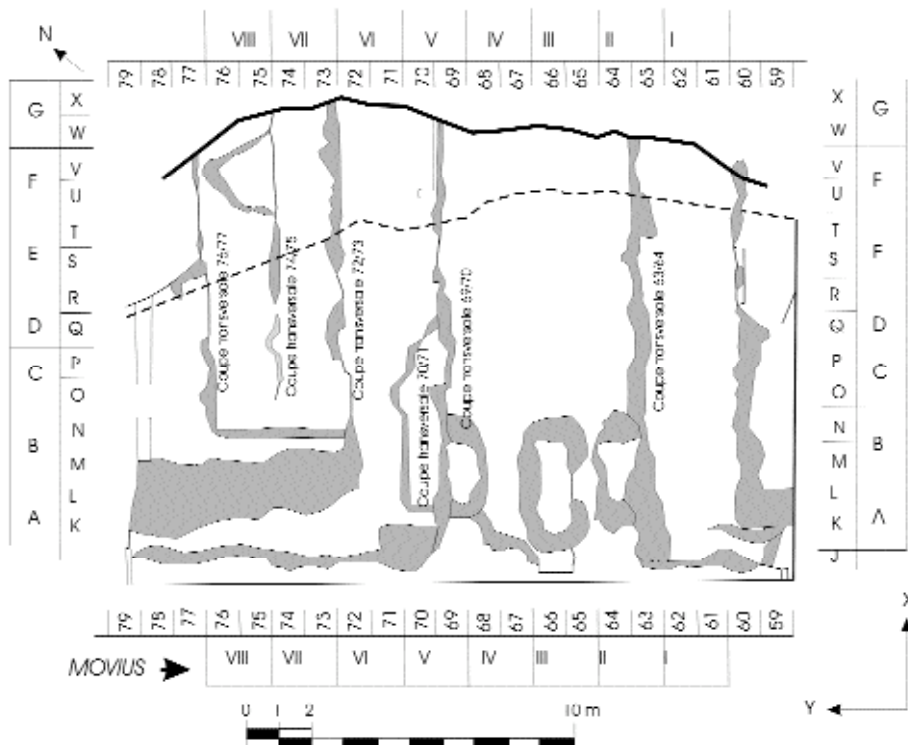 N
VIII VII VI V IV III II I
79 78 77 76 75 74 73 72 71 70 69 68 67 66 65 64 63 62 61 60 59
G X X G
W W
F V V F
U U
E T T F
S S
R R
D Q Q D
C P P C
O O
B N N B
M M
L L
A K K A
J
Coupe transversale 76/77
Coupe transversale 74/75
Coupe transversale 72/73
Coupe transversale 70/71
Coupe transversale 69/70
Coupe transversale 63/64
79 78 77 76 75 74 73 72 71 70 69 68 67 66 65 64 63 62 61 60 59
MOVIUS VIII VII VI V IV III II I
X
Y
0 1 2 10 m